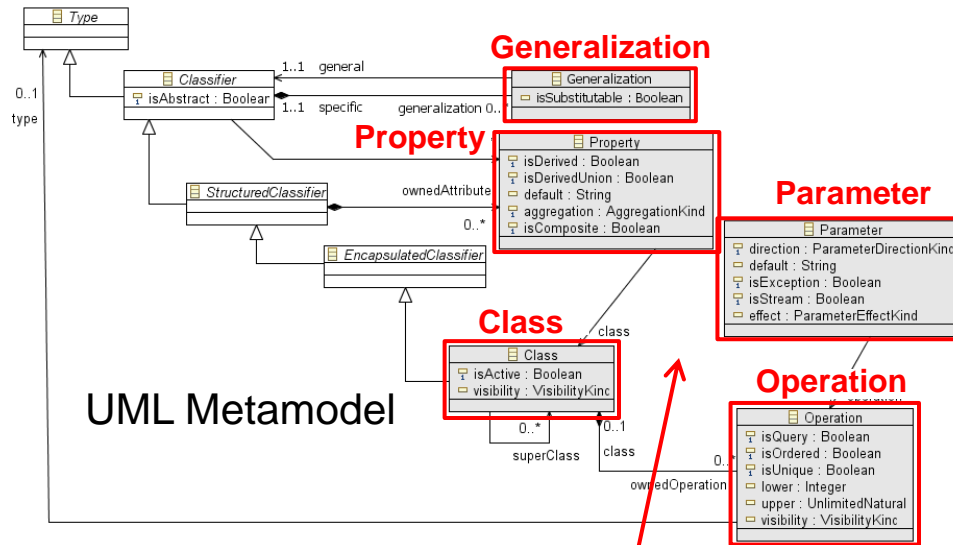 Type
Generalization
1..1 general
Classifier
isAbstract : Boolear
Generalization
isSubstitutable : Boolean
0..1
type
1..1 specific
generalization 0..*
Property
Property
isDerived : Boolean
isDerivedUnion : Boolean
default : String
aggregation : AggregationKind
isComposite : Boolean
StructuredClassifier
ownedAttribute
0..*
Parameter
Parameter
direction : ParameterDirectionKind
default : String
isException : Boolean
isStream : Boolean
effect : ParameterEffectKind
EncapsulatedClassifier
Class
class
Class
isActive : Boolean
visibility : VisibilityKinc
Operation
operation
UML Metamodel
0..*
superClass
0..1
class
0..*
ownedOperation
Operation
isQuery : Boolean
isOrdered : Boolean
isUnique : Boolean
lower : Integer
upper : UnlimitedNatural
visibility : VisibilityKinc